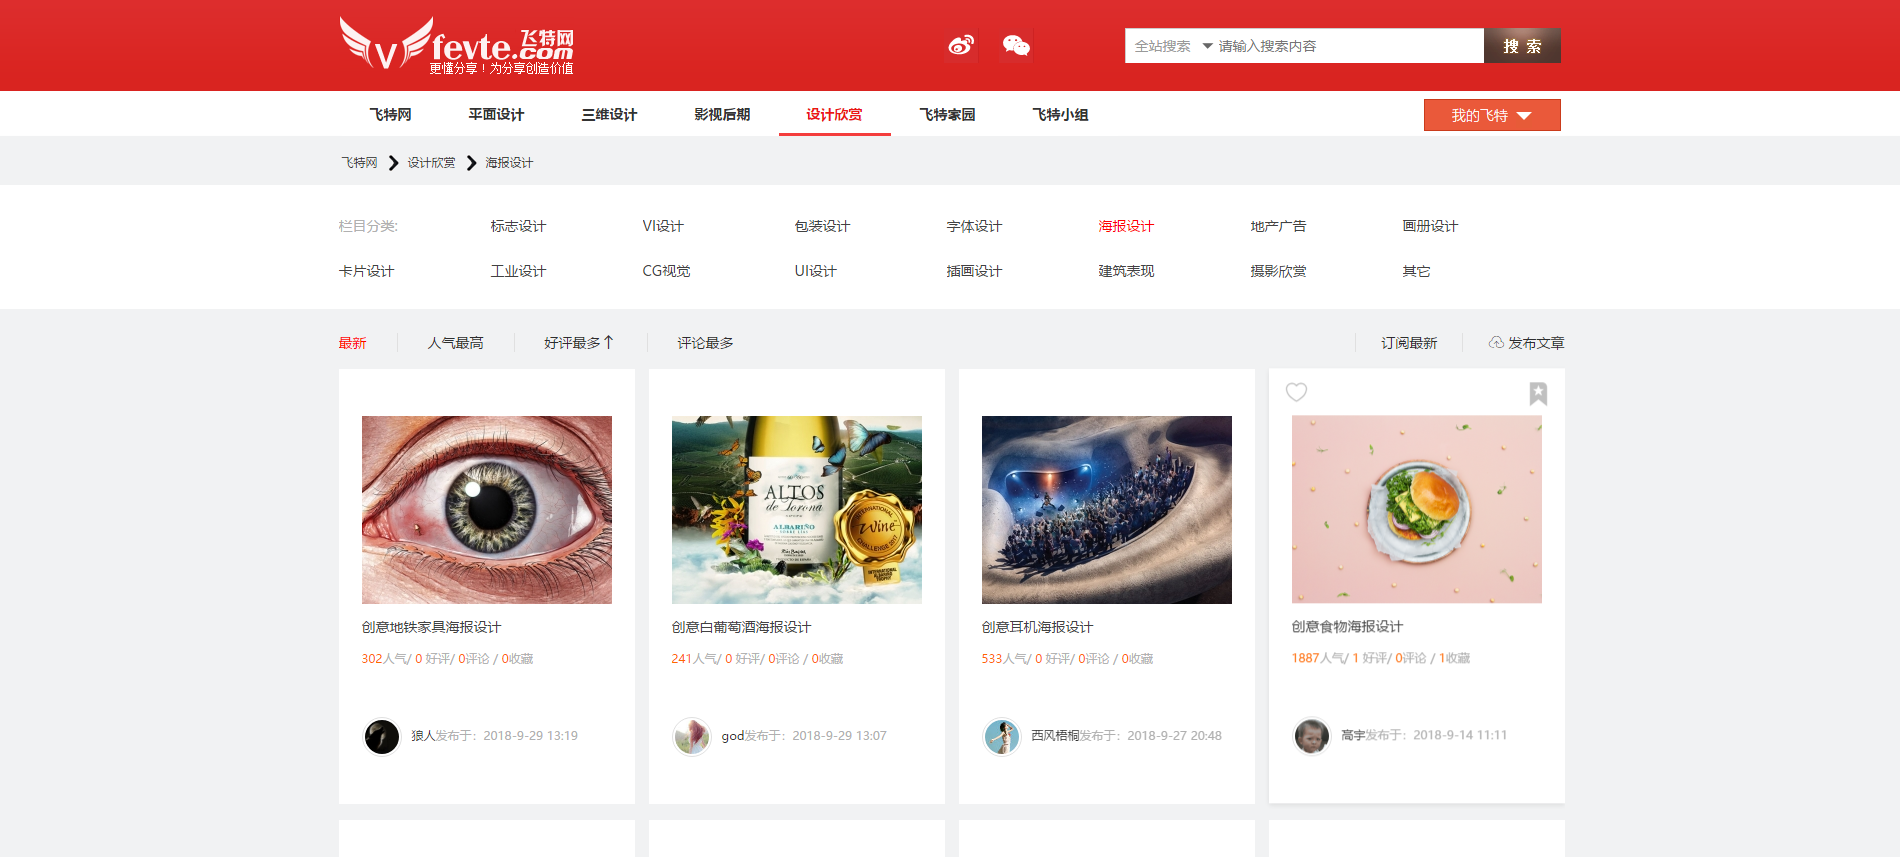 fevte.com 飞特网
更懂分享！为分享创造价值
全站搜索 请输入搜索内容 搜 索
飞特网 平面设计 三维设计 影视后期 设计欣赏 飞特家园 飞特小组 我的飞特
飞特网 设计欣赏 海报设计
栏目分类: 标志设计 VI设计 包装设计 字体设计 海报设计 地产广告 画册设计
卡片设计 工业设计 CG视觉 UI设计 插画设计 建筑表现 摄影欣赏 其它
最新 人气最高 好评最多↑ 评论最多 订阅最新 发布文章
ALTOS
de Torona
ALBARIÑO
INTERNATIONAL
Wine
CHALLENGE 2017
创意地铁家具海报设计
302人气/ 0 好评/ 0评论 / 0收藏
狼人发布于：2018-9-29 13:19
创意白葡萄酒海报设计
241人气/ 0 好评/ 0评论 / 0收藏
god发布于：2018-9-29 13:07
创意耳机海报设计
533人气/ 0 好评/ 0评论 / 0收藏
西风梧桐发布于：2018-9-27 20:48
创意食物海报设计
1887人气/ 1 好评/ 0评论 / 1收藏
高宇发布于：2018-9-14 11:11